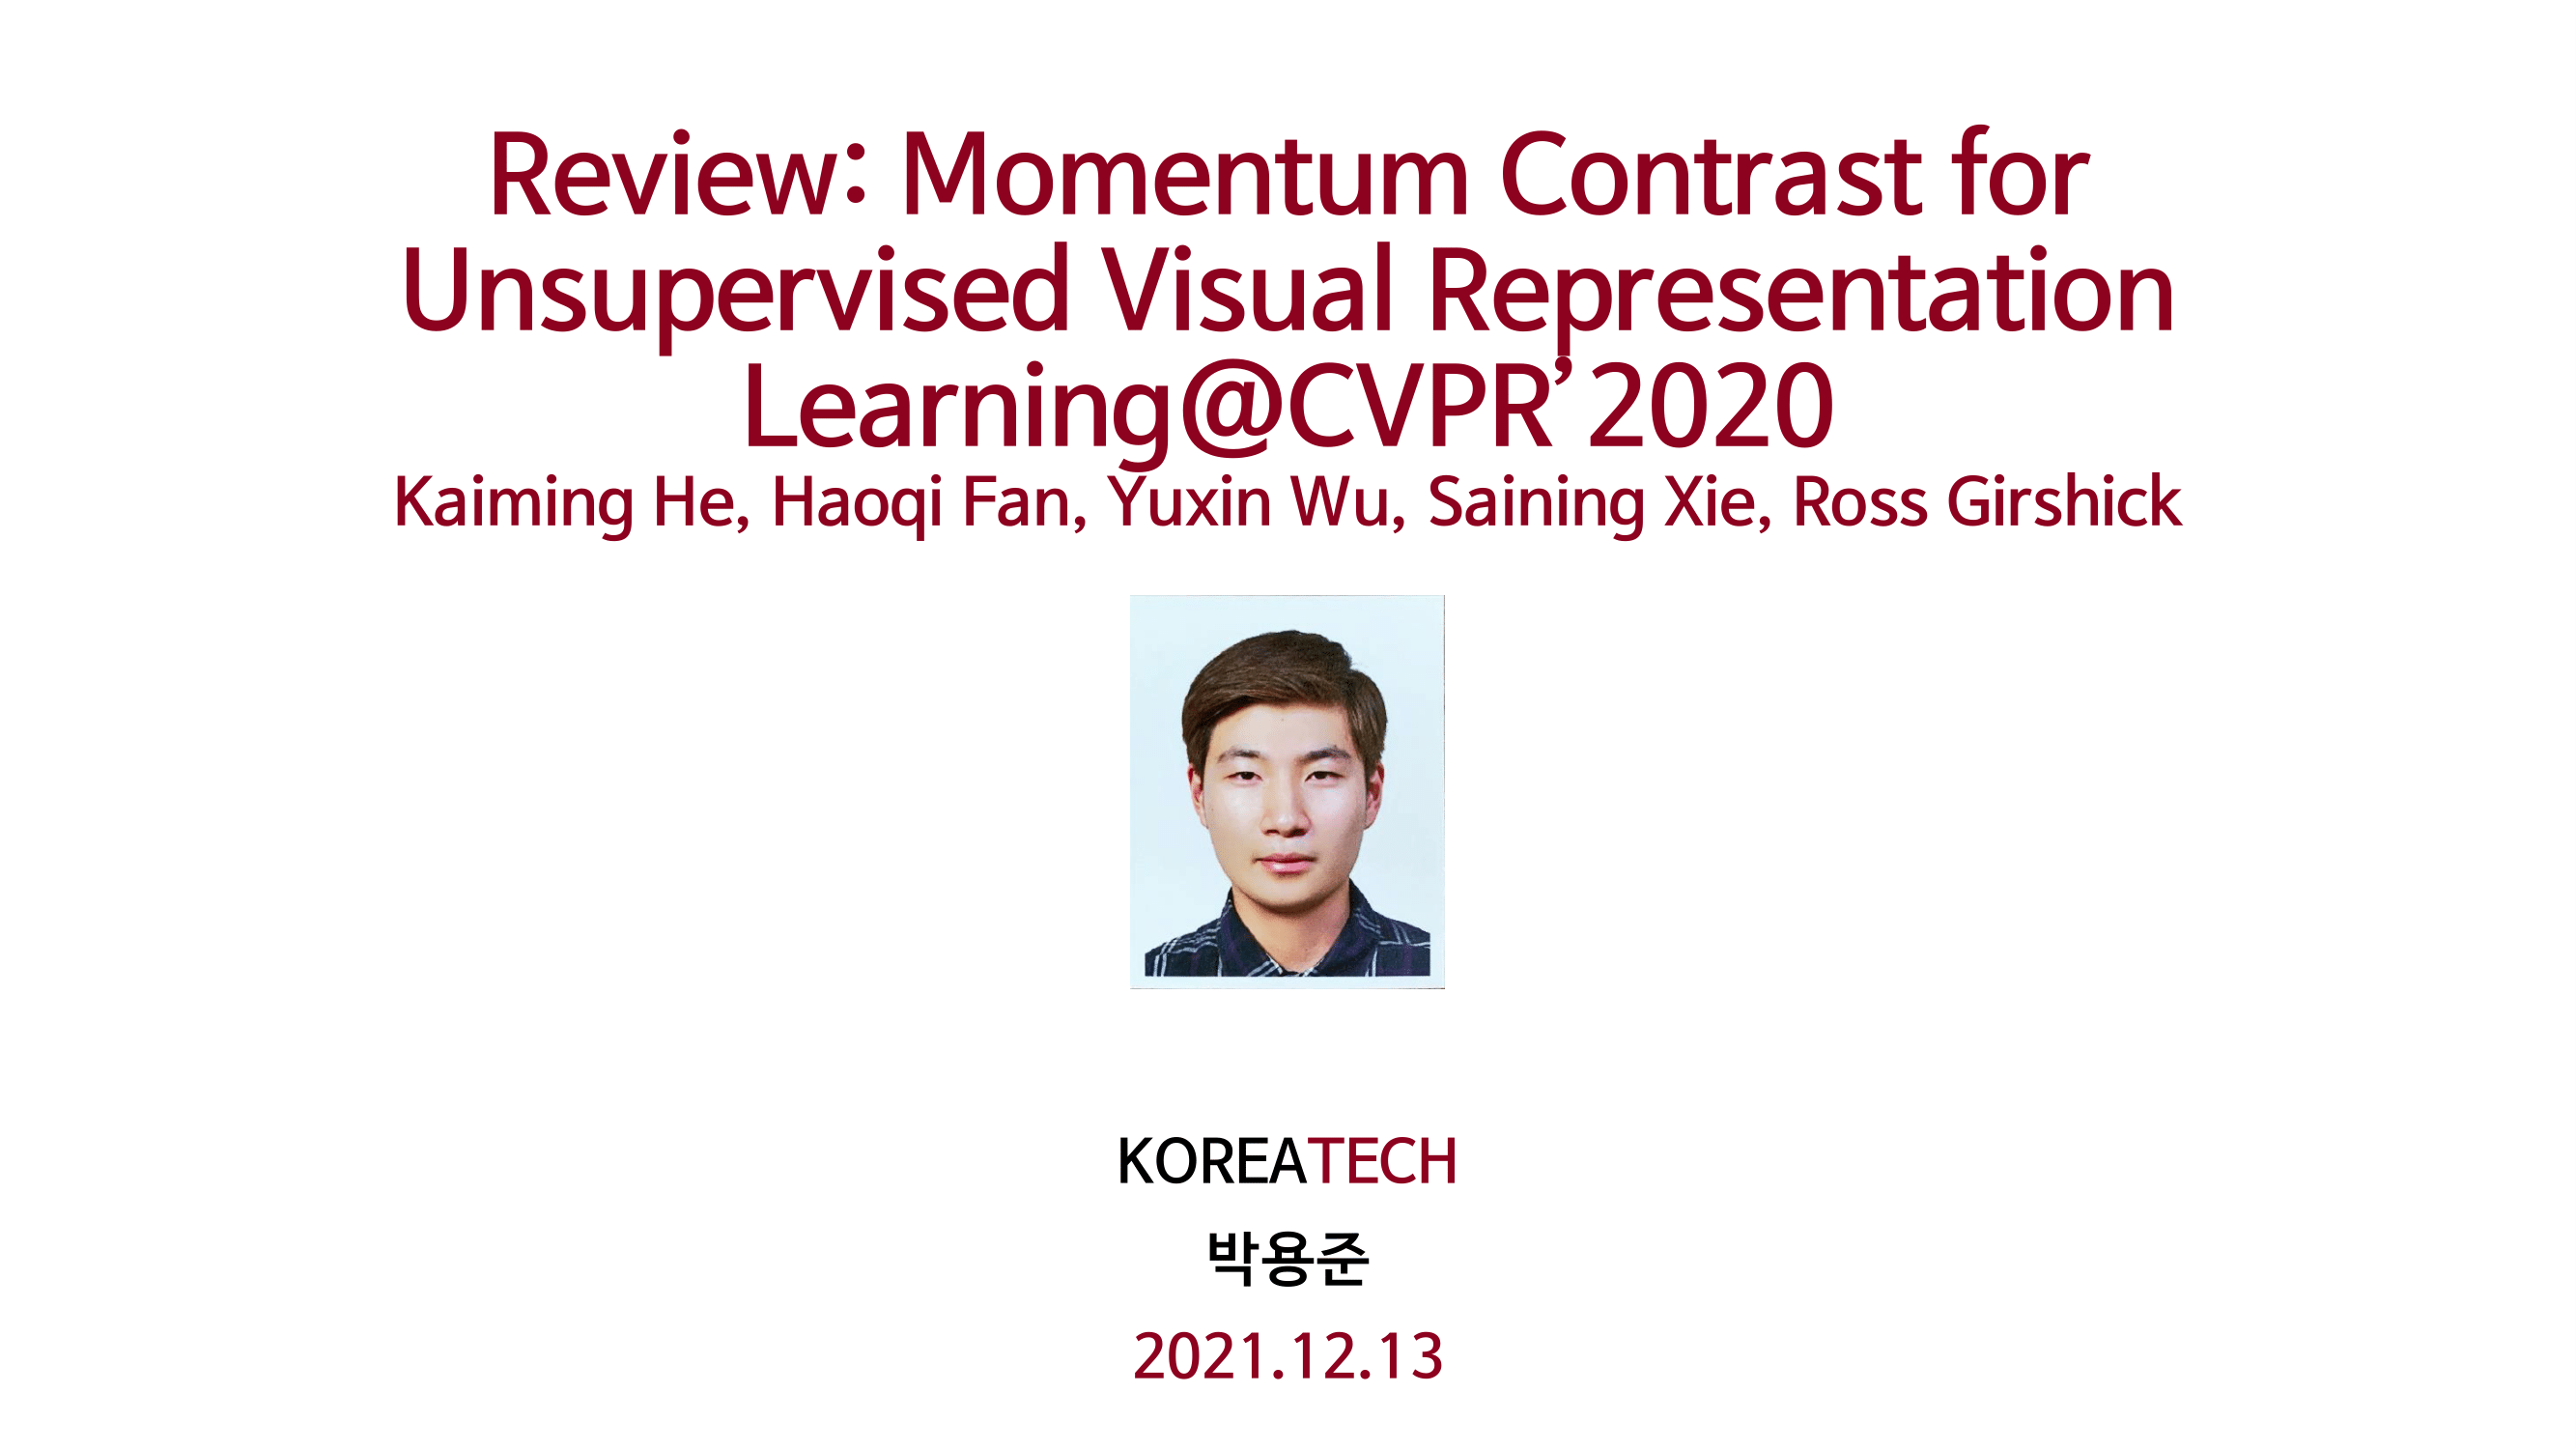 Review: Momentum Contrast for
Unsupervised Visual Representation
Learning@CVPR’2020
Kaiming He, Haoqi Fan, Yuxin Wu, Saining Xie, Ross Girshick
KOREATECH
박용준
2021.12.13